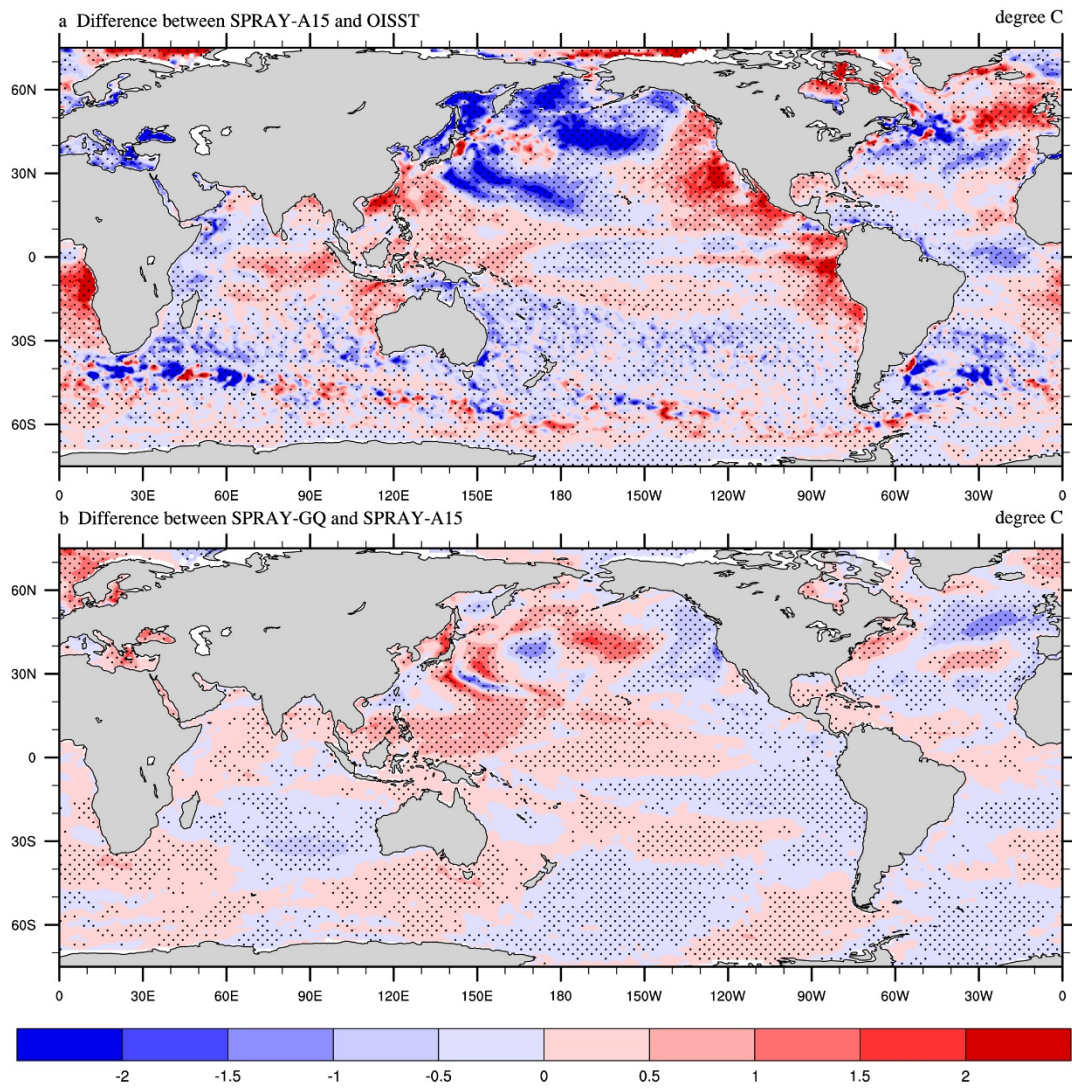 a Difference between SPRAY-A15 and OISST degree C
60N
30N
0
30S
60S
0 30E 60E 90E 120E 150E 180 150W 120W 90W 60W 30W 0
b Difference between SPRAY-GQ and SPRAY-A15 degree C
60N
30N
0
30S
60S
0 30E 60E 90E 120E 150E 180 150W 120W 90W 60W 30W 0
-2 -1.5 -1 -0.5 0 0.5 1 1.5 2